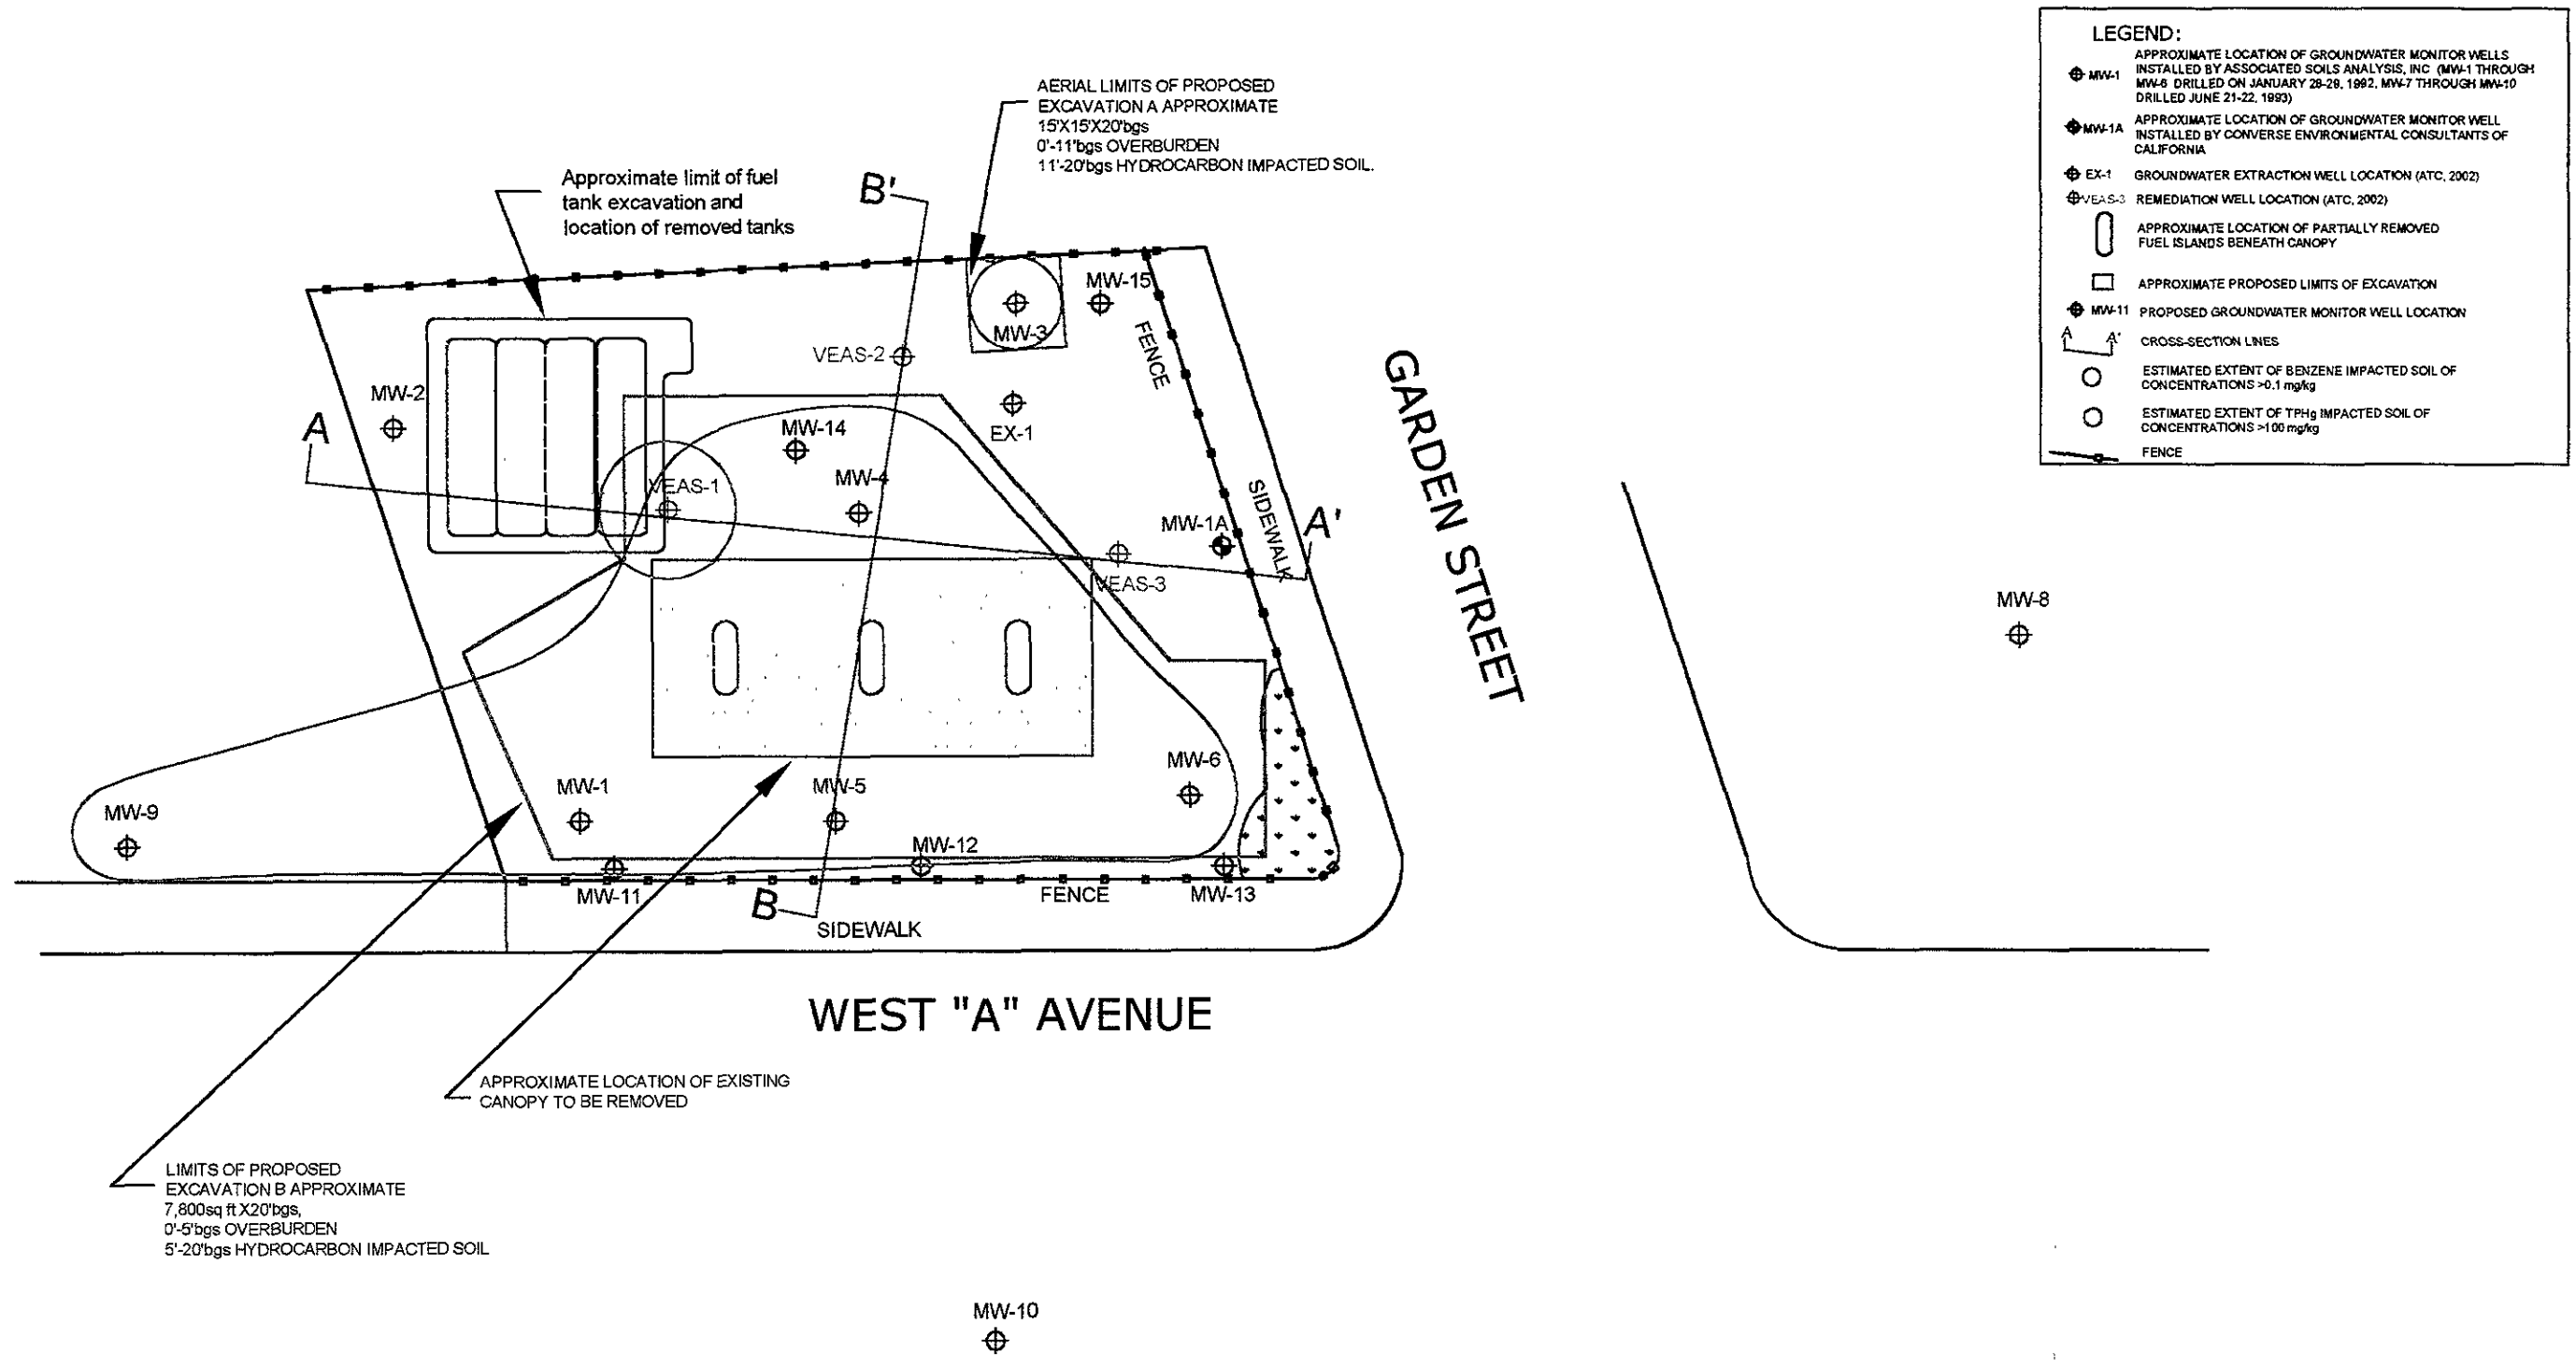 LEGEND:
MW-1
APPROXIMATE LOCATION OF GROUNDWATER MONITOR WELLS
INSTALLED BY ASSOCIATED SOILS ANALYSIS, INC (MW-1 THROUGH
MW-6 DRILLED ON JANUARY 28-29, 1992, MW-7 THROUGH MW-10
DRILLED JUNE 21-22, 1993)
MW-1A
APPROXIMATE LOCATION OF GROUNDWATER MONITOR WELL
INSTALLED BY CONVERSE ENVIRONMENTAL CONSULTANTS OF
CALIFORNIA
EX-1 GROUNDWATER EXTRACTION WELL LOCATION (ATC, 2002)
VEAS-3 REMEDIATION WELL LOCATION (ATC, 2002)
APPROXIMATE LOCATION OF PARTIALLY REMOVED
FUEL ISLANDS BENEATH CANOPY
APPROXIMATE PROPOSED LIMITS OF EXCAVATION
MW-11 PROPOSED GROUNDWATER MONITOR WELL LOCATION
A A' CROSS-SECTION LINES
ESTIMATED EXTENT OF BENZENE IMPACTED SOIL OF
CONCENTRATIONS >0.1 mg/kg
ESTIMATED EXTENT OF TPHg IMPACTED SOIL OF
CONCENTRATIONS >100 mg/kg
FENCE
AERIAL LIMITS OF PROPOSED
EXCAVATION A APPROXIMATE
15'X15'X20'bgs
0'-11'bgs OVERBURDEN
11'-20'bgs HYDROCARBON IMPACTED SOIL.
Approximate limit of fuel
tank excavation and
location of removed tanks
B'
MW-15
MW-3
FENCE
VEAS-2
MW-2
A
MW-14
EX-1
GARDEN STREET
VEAS-1
MW-4
SIDEWALK
MW-1A
A'
VEAS-3
MW-8
MW-6
MW-1
MW-5
MW-9
MW-12
MW-11
B
FENCE
MW-13
SIDEWALK
WEST "A" AVENUE
APPROXIMATE LOCATION OF EXISTING
CANOPY TO BE REMOVED
LIMITS OF PROPOSED
EXCAVATION B APPROXIMATE
7,800sq ft X20'bgs,
0'-5'bgs OVERBURDEN
5'-20'bgs HYDROCARBON IMPACTED SOIL
MW-10